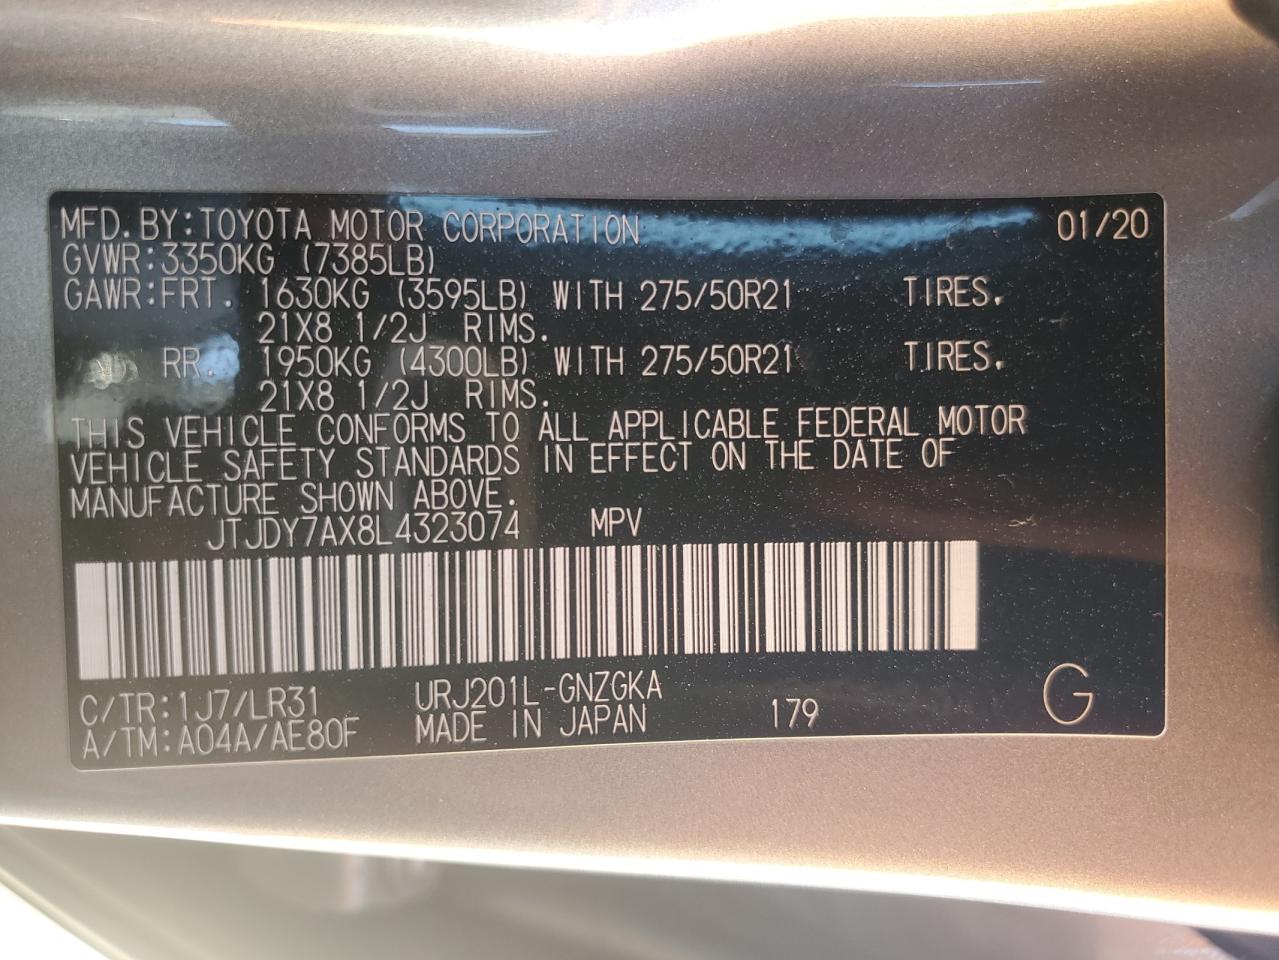 MFD.BY:TOYOTA MOTOR CORPORATION 01/20
GVWR:3350KG (7385LB)
GAWR:FRT. 1630KG (3595LB) WITH 275/50R21 TIRES.
21X8 1/2J RIMS.
RR. 1950KG (4300LB) WITH 275/50R21 TIRES.
21X8 1/2J RIMS.
THIS VEHICLE CONFORMS TO ALL APPLICABLE FEDERAL MOTOR
VEHICLE SAFETY STANDARDS IN EFFECT ON THE DATE OF
MANUFACTURE SHOWN ABOVE.
JTJDY7AX8L4323074 MPV
C/TR:1J7/LR31 URJ201L-GNZGKA
A/TM:A04A/AE80F MADE IN JAPAN 179 G